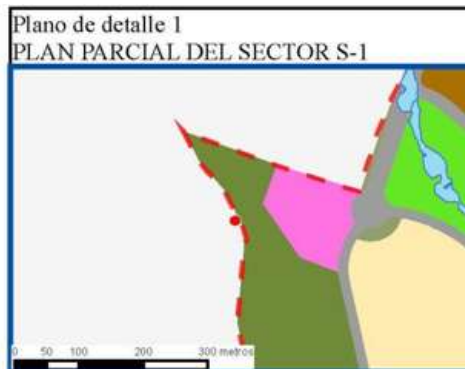 Plano de detalle 1
PLAN PARCIAL DEL SECTOR S-1
0 50 100 200 300 metros